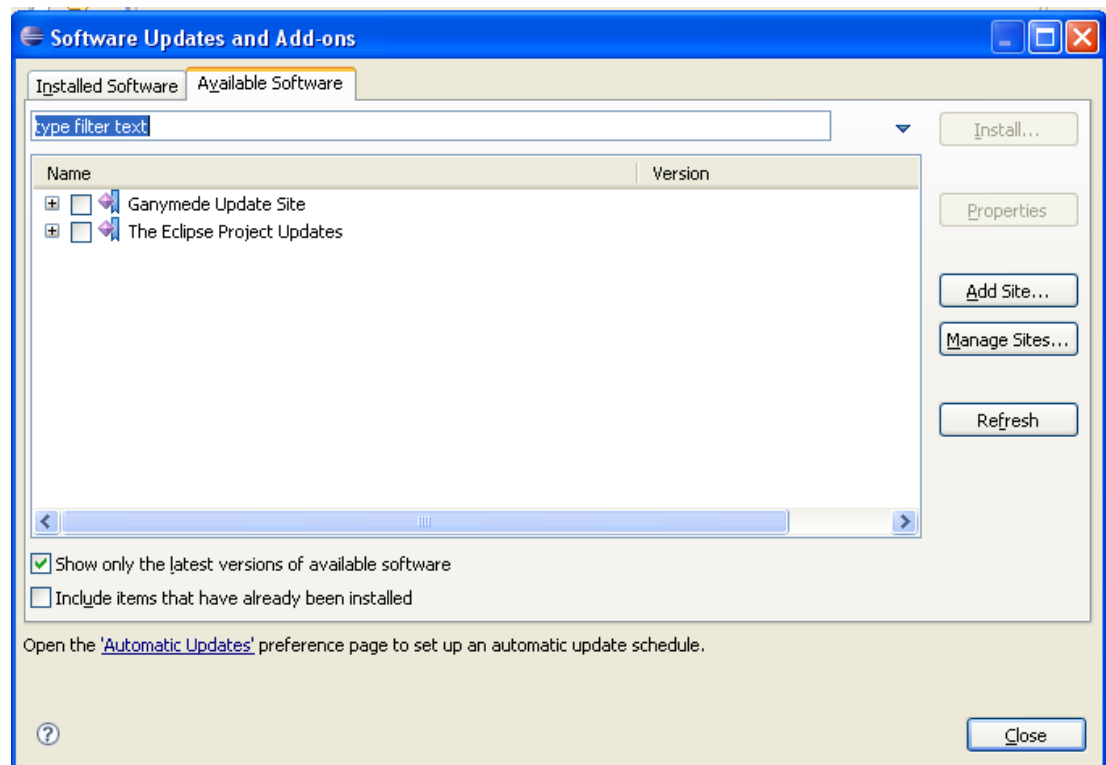 Software Updates and Add-ons
Installed Software
Available Software
type filter text
Install...
Name
Version
Ganymede Update Site
The Eclipse Project Updates
Properties
Add Site...
Manage Sites...
Refresh
Show only the latest versions of available software
Include items that have already been installed
Open the 'Automatic Updates' preference page to set up an automatic update schedule.
?
Close